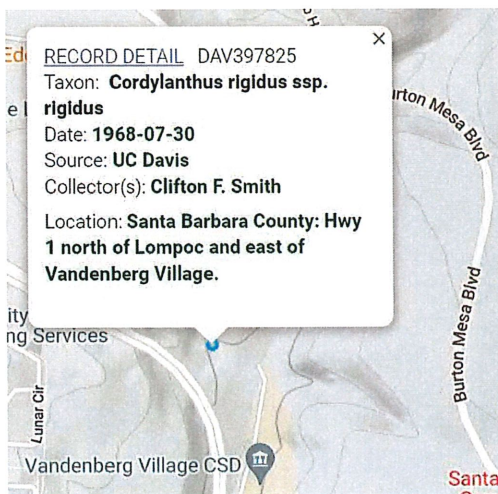 RECORD DETAIL DAV397825
Taxon: Cordylanthus rigidus ssp.
rigidus
Date: 1968-07-30
Source: UC Davis
Collector(s): Clifton F. Smith
Location: Santa Barbara County: Hwy
1 north of Lompoc and east of
Vandenberg Village.
Burton Mesa Blvd
Burton Mesa Blvd
ng Services
Lunar Cir
Vandenberg Village CSD
Santa